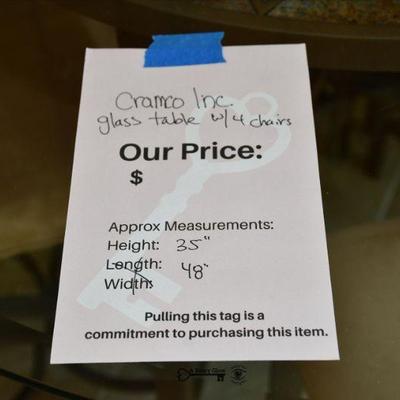 Cramco Inc.
glass table w/ 4 chairs
Our Price:
$
Approx Measurements:
Height: 35"
Length: 48"
Width:
Pulling this tag is a
commitment to purchasing this item.